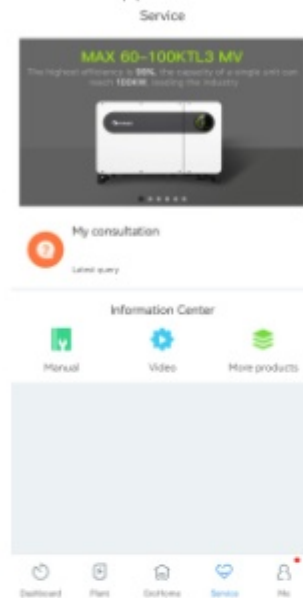 Service
MAX 60-100KTL3 MV
The highest efficiency is 99%, the capacity of a single unit can
reach 100KW, leading the industry
My consultation
Latest query
Information Center
Manual
Video
More products
Dashboard
Plant
GroHome
Service
Me